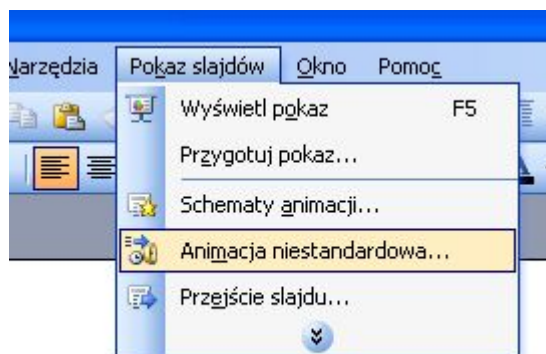 Narzędzia Pokaz slajdów Okno Pomoc
Wyświetl pokaz F5
Przygotuj pokaz...
Schematy animacji...
Animacja niestandardowa...
Przejście slajdu...